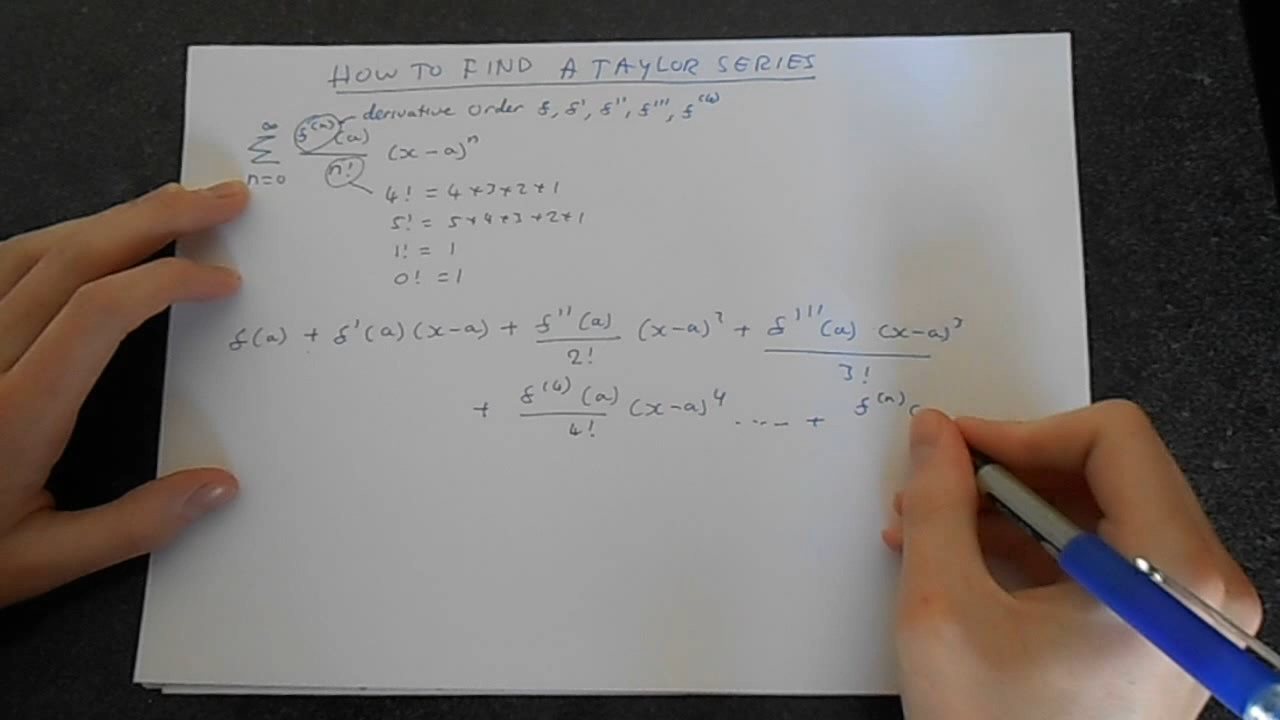 HOW TO FIND A TAYLOR SERIES
derivative order f, f', f'', f''', f⁽⁴⁾
∞
∑ f⁽ⁿ⁾(a) / n! (x-a)ⁿ
n=0
4! = 4*3*2*1
5! = 5*4*3*2*1
1! = 1
0! = 1
f(a) + f'(a)(x-a) + f''(a) / 2! (x-a)² + f'''(a) (x-a)³ / 3!
+ f⁽⁴⁾(a) / 4! (x-a)⁴ ..... + f⁽ⁿ⁾(